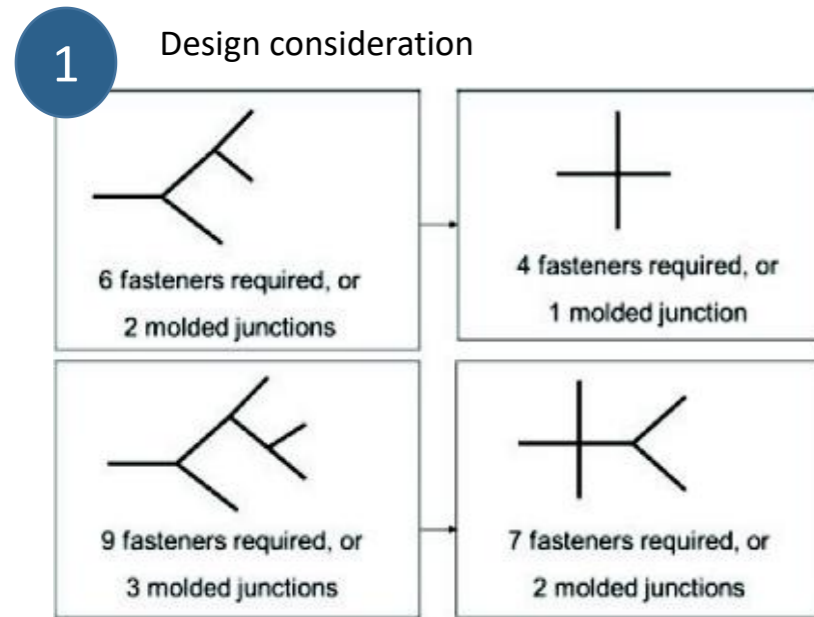 1
Design consideration
6 fasteners required, or
2 molded junctions
4 fasteners required, or
1 molded junction
9 fasteners required, or
3 molded junctions
7 fasteners required, or
2 molded junctions